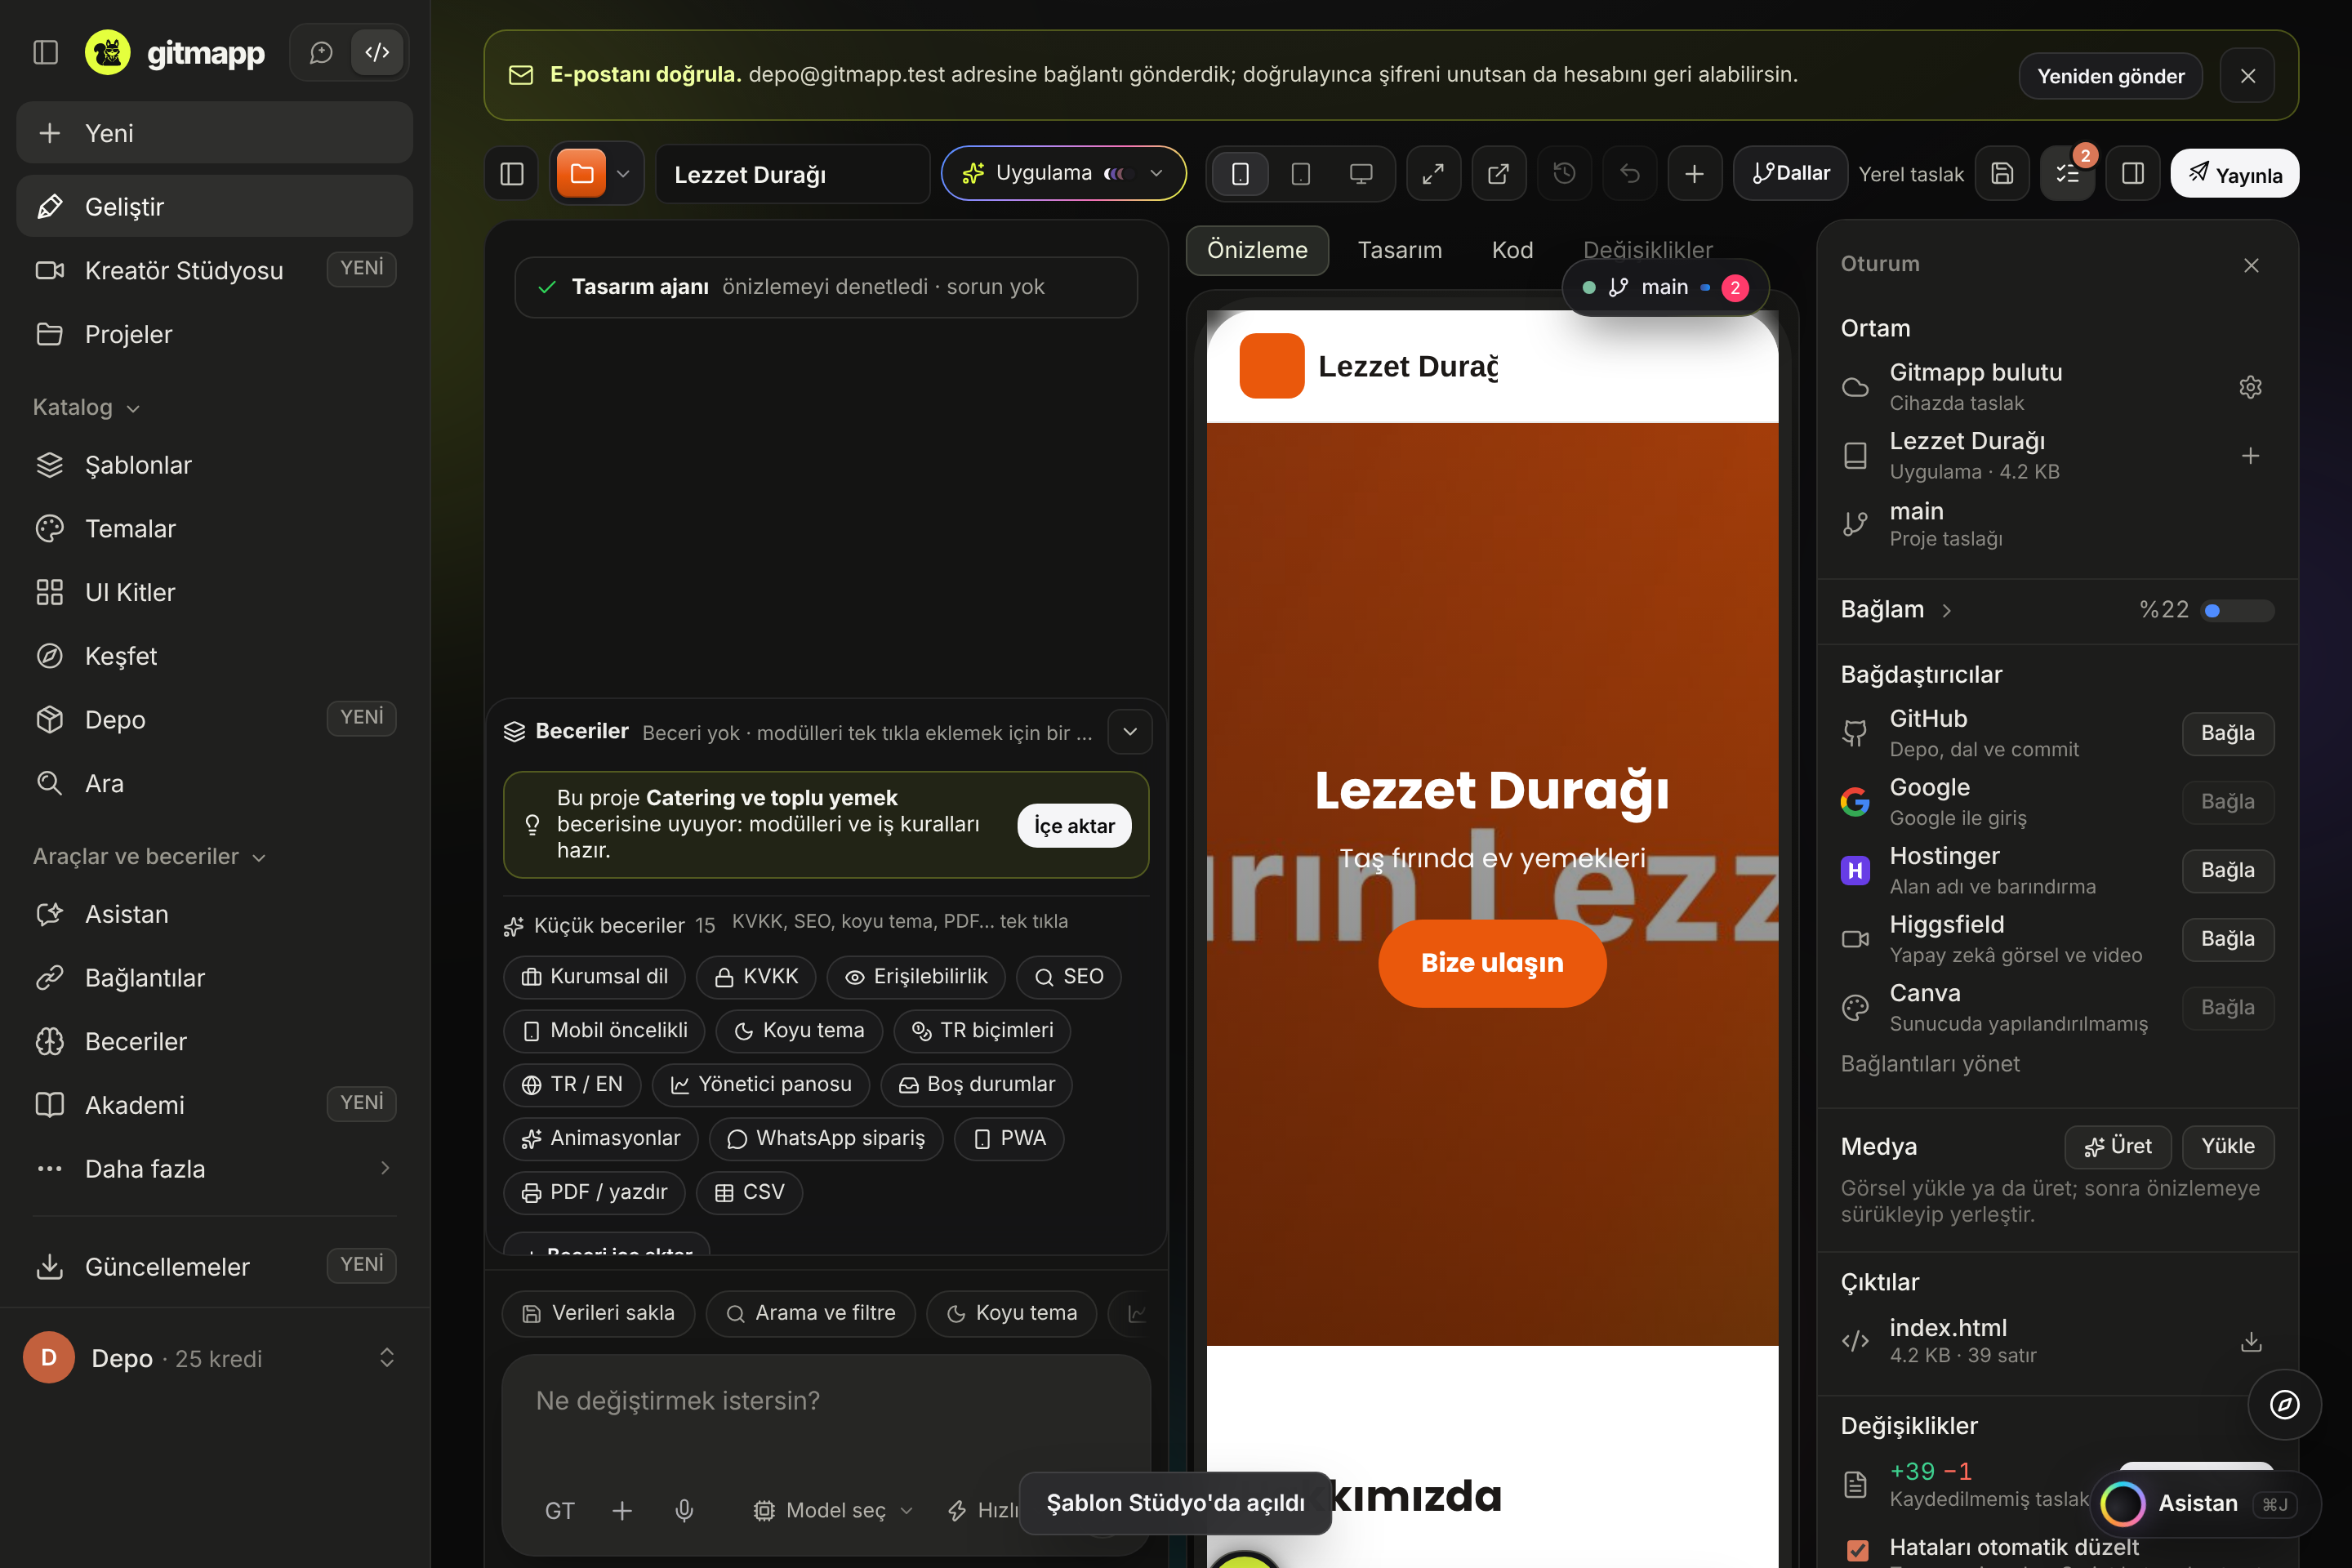 gitmapp
Yeni
Geliştir
Kreatör Stüdyosu YENİ
Projeler
Katalog
Şablonlar
Temalar
UI Kitler
Keşfet
Depo YENİ
Ara
Araçlar ve beceriler
Asistan
Bağlantılar
Beceriler
Akademi YENİ
Daha fazla
Güncellemeler YENİ
D Depo · 25 kredi
E-postanı doğrula. depo@gitmapp.test adresine bağlantı gönderdik; doğrulayınca şifreni unutsan da hesabını geri alabilirsin. Yeniden gönder
Lezzet Durağı Uygulama Dallar Yerel taslak 2 Yayınla
Tasarım ajanı önizlemeyi denetledi · sorun yok
Beceriler Beceri yok · modülleri tek tıkla eklemek için bir ...
Bu proje Catering ve toplu yemek
becerisine uyuyor: modülleri ve iş kuralları
hazır.
İçe aktar
Küçük beceriler 15 KVKK, SEO, koyu tema, PDF... tek tıkla
Kurumsal dil KVKK Erişilebilirlik SEO
Mobil öncelikli Koyu tema TR biçimleri
TR / EN Yönetici panosu Boş durumlar
Animasyonlar WhatsApp sipariş PWA
PDF / yazdır CSV
Beceri içe aktar
Verileri sakla Arama ve filtre Koyu tema
Ne değiştirmek istersin?
GT Model seç Hızlı
Şablon Stüdyo'da açıldı
Önizleme Tasarım Kod Değişiklikler
main 2
Lezzet Durağ
Lezzet Durağı
Taş fırında ev yemekleri
Bize ulaşın
kımızda
Oturum
Ortam
Gitmapp bulutu
Cihazda taslak
Lezzet Durağı
Uygulama · 4.2 KB
main
Proje taslağı
Bağlam %22
Bağdaştırıcılar
GitHub
Depo, dal ve commit
Bağla
Google
Google ile giriş
Bağla
Hostinger
Alan adı ve barındırma
Bağla
Higgsfield
Yapay zekâ görsel ve video
Bağla
Canva
Sunucuda yapılandırılmamış
Bağla
Bağlantıları yönet
Medya Üret Yükle
Görsel yükle ya da üret; sonra önizlemeye
sürükleyip yerleştir.
Çıktılar
index.html
4.2 KB · 39 satır
Değişiklikler
+39 −1
Kaydedilmemiş taslak
Asistan ⌘J
Hataları otomatik düzelt